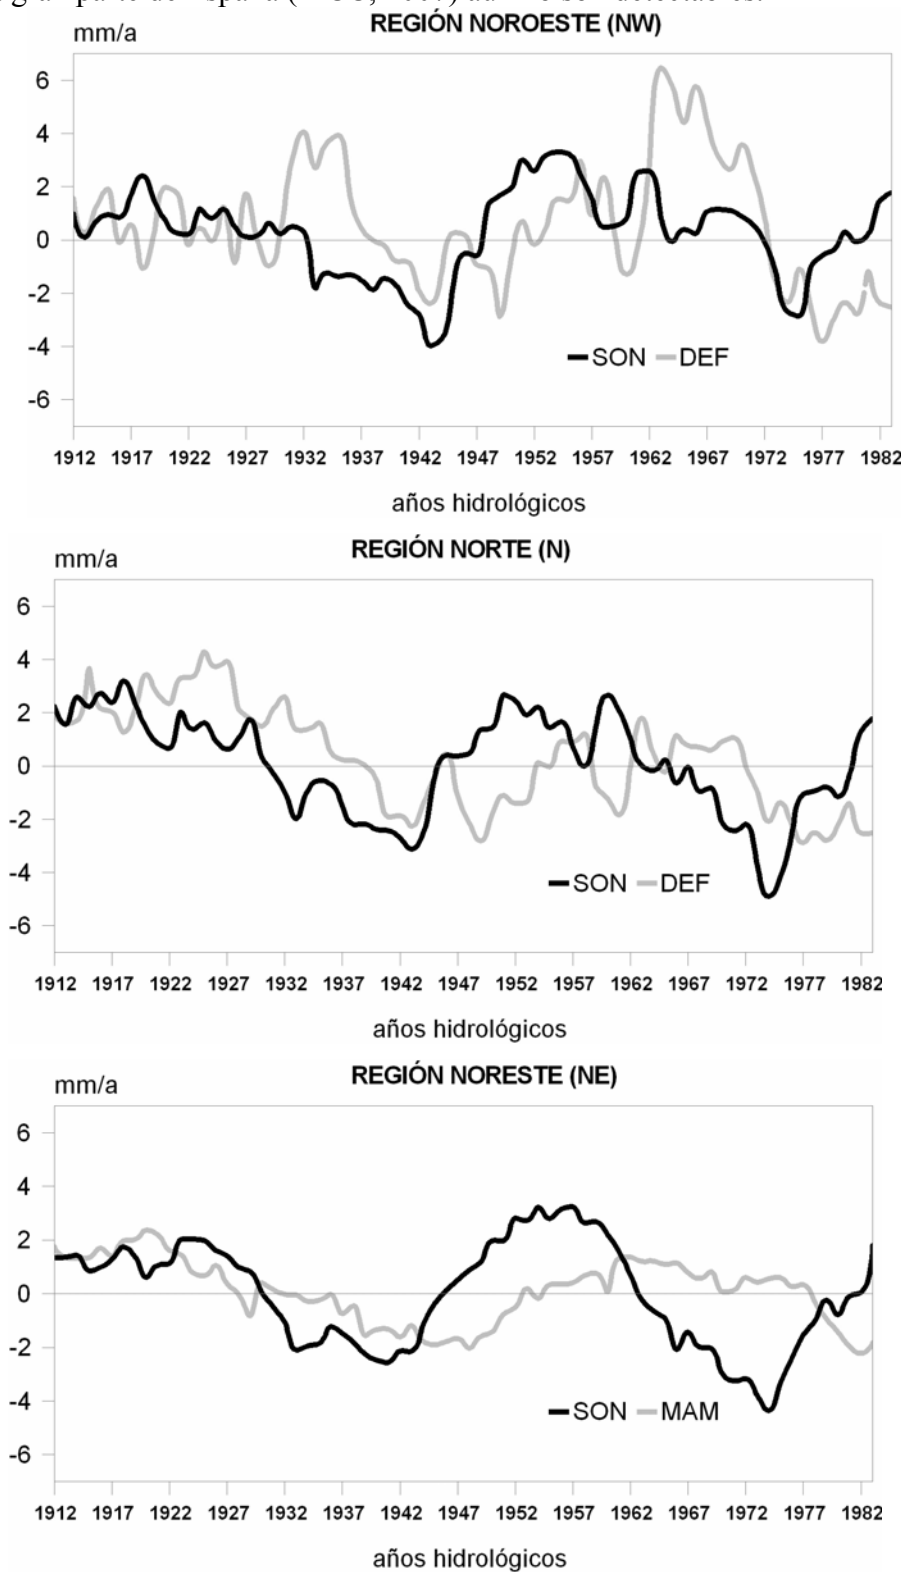 REGIÓN NOROESTE (NW)
mm/a
6
4
2
0
-2
-4
-6
SON DEF
1912 1917 1922 1927 1932 1937 1942 1947 1952 1957 1962 1967 1972 1977 1982
años hidrológicos
REGIÓN NORTE (N)
mm/a
6
4
2
0
-2
-4
-6
SON DEF
1912 1917 1922 1927 1932 1937 1942 1947 1952 1957 1962 1967 1972 1977 1982
años hidrológicos
REGIÓN NORESTE (NE)
mm/a
6
4
2
0
-2
-4
-6
SON MAM
1912 1917 1922 1927 1932 1937 1942 1947 1952 1957 1962 1967 1972 1977 1982
años hidrológicos